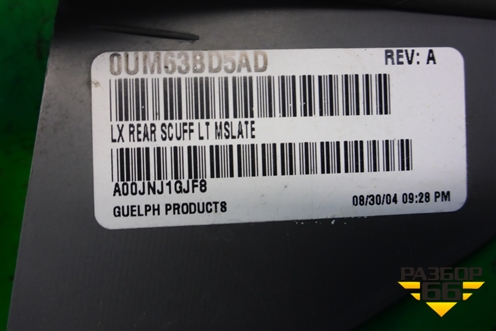 0UM63BD5AD REV: A
LX REAR SCUFF LT MSLATE
A00JNJ1GJF8
GUELPH PRODUCTS 08/30/04 09:28 PM
РАЗБОР
66